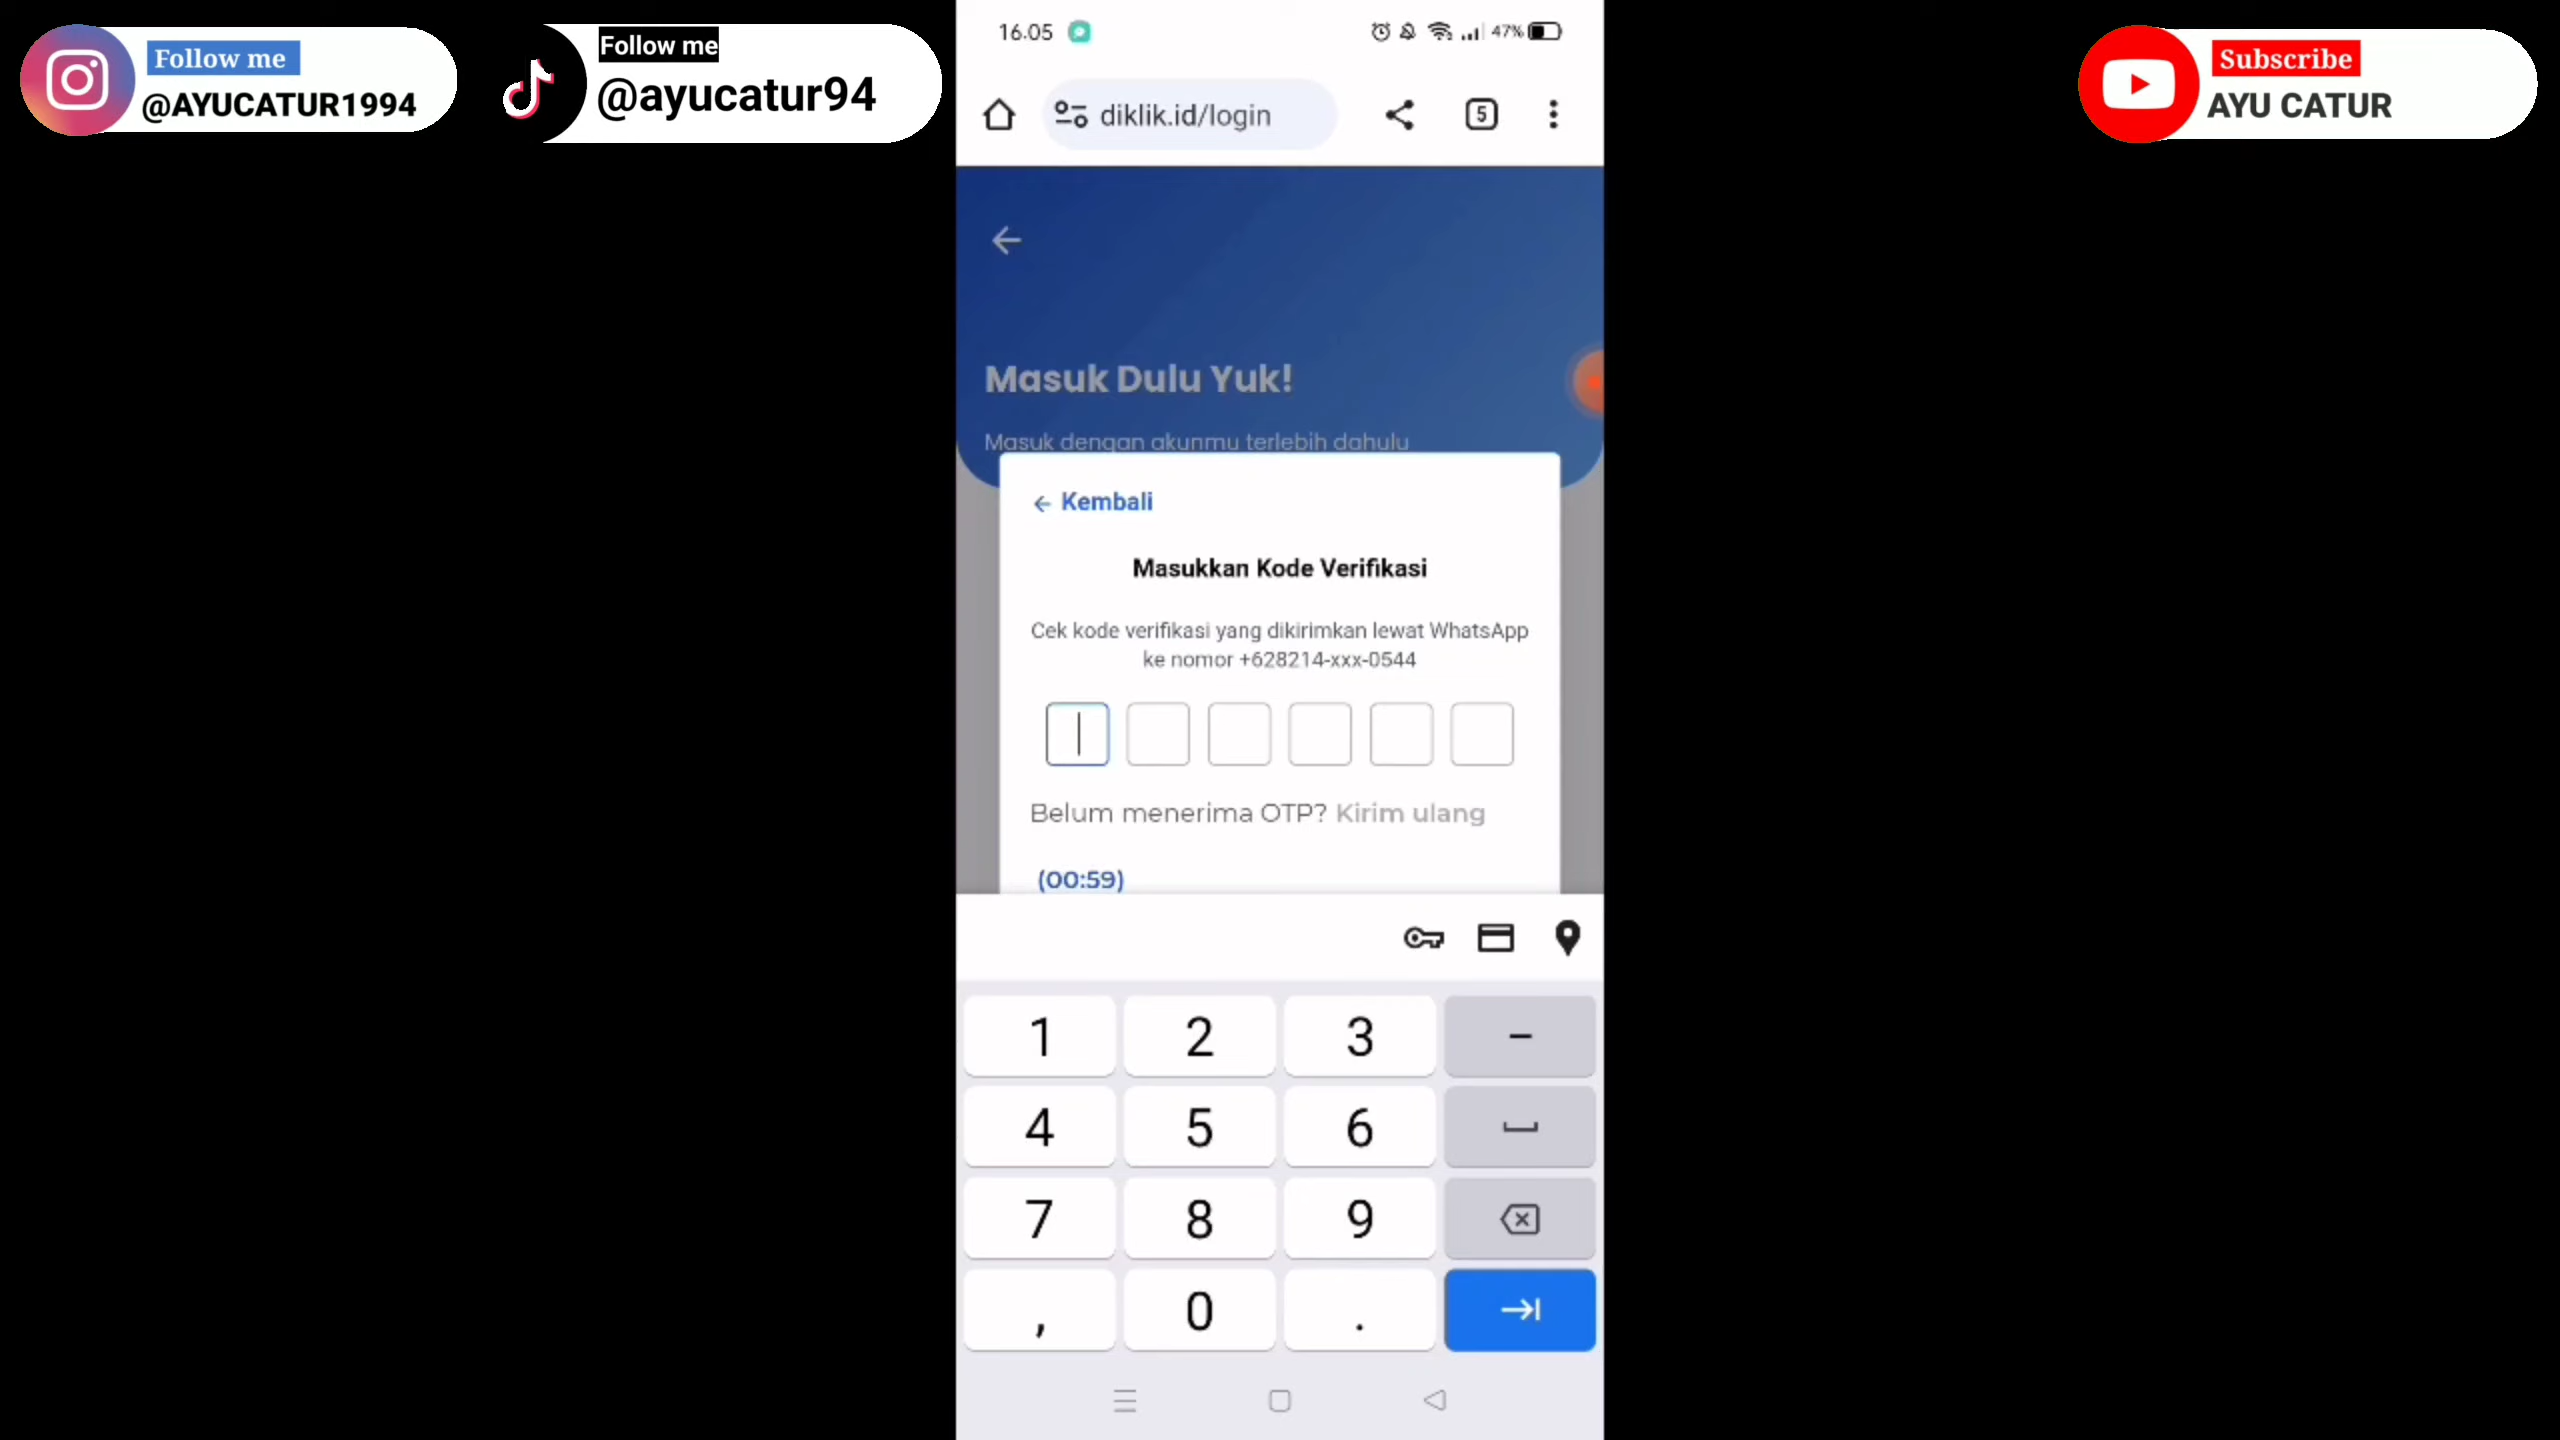 Follow me
@AYUCATUR1994
Follow me
@ayucatur94
Subscribe
AYU CATUR
16.05
47%
diklik.id/login
5
Masuk Dulu Yuk!
Masuk dengan akunmu terlebih dahulu
Kembali
Masukkan Kode Verifikasi
Cek kode verifikasi yang dikirimkan lewat WhatsApp
ke nomor +628214-xxx-0544
Belum menerima OTP? Kirim ulang
(00:59)
1 2 3 –
4 5 6
7 8 9
, 0 .